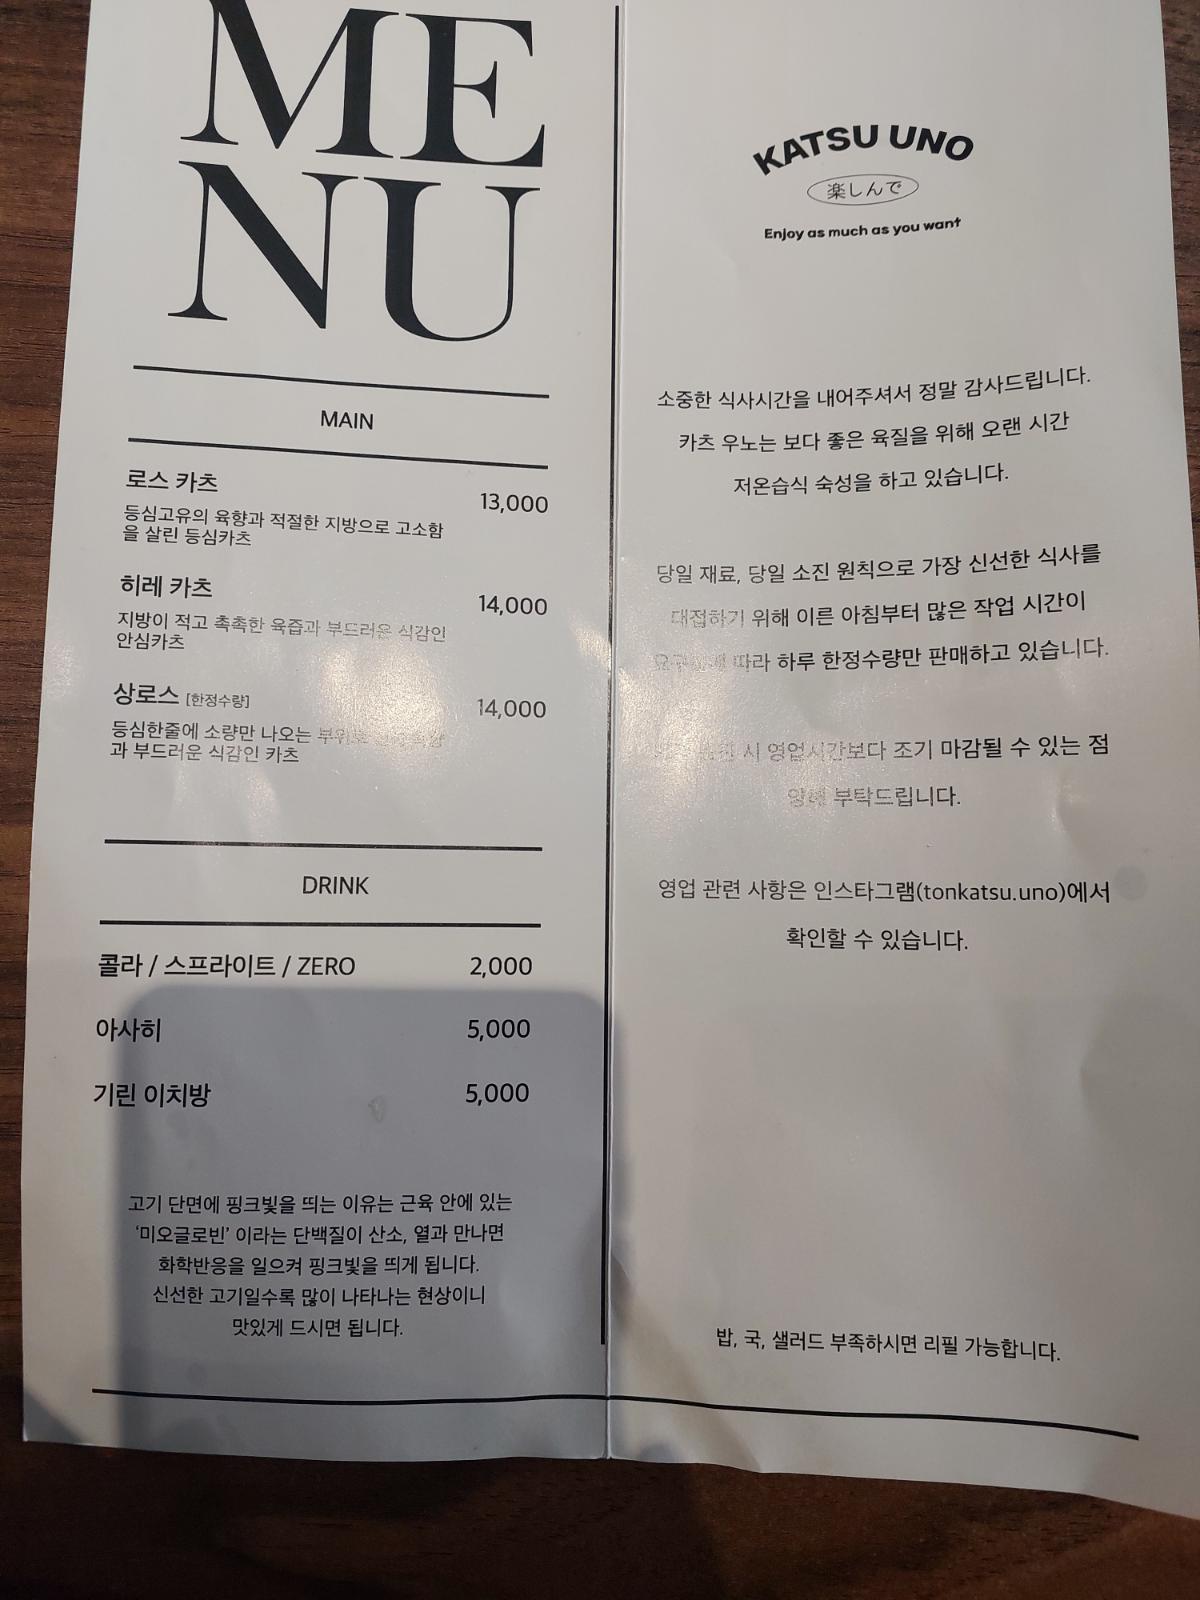 ME
NU
MAIN
로스 카츠
13,000
등심고유의 육향과 적절한 지방으로 고소함
을 살린 등심카츠
히레 카츠
14,000
지방이 적고 촉촉한 육즙과 부드러운 식감인
안심카츠
상로스 [한정수량]
14,000
등심한줄에 소량만 나오는
과 부드러운 식감인 카츠
DRINK
콜라 / 스프라이트 / ZERO
2,000
아사히
5,000
기린 이치방
5,000
고기 단면에 핑크빛을 띄는 이유는 근육 안에 있는
'미오글로빈' 이라는 단백질이 산소, 열과 만나면
화학반응을 일으켜 핑크빛을 띄게 됩니다.
신선한 고기일수록 많이 나타나는 현상이니
맛있게 드시면 됩니다.
KATSU UNO
楽しんで
Enjoy as much as you want
소중한 식사시간을 내어주셔서 정말 감사드립니다.
카츠 우노는 보다 좋은 육질을 위해 오랜 시간
저온습식 숙성을 하고 있습니다.
당일 재료, 당일 소진 원칙으로 가장 신선한 식사를
대접하기 위해 이른 아침부터 많은 작업 시간이
따라 하루 한정수량만 판매하고 있습니다.
시 영업시간보다 조기 마감될 수 있는 점
양해 부탁드립니다.
영업 관련 사항은 인스타그램(tonkatsu.uno)에서
확인할 수 있습니다.
밥, 국, 샐러드 부족하시면 리필 가능합니다.